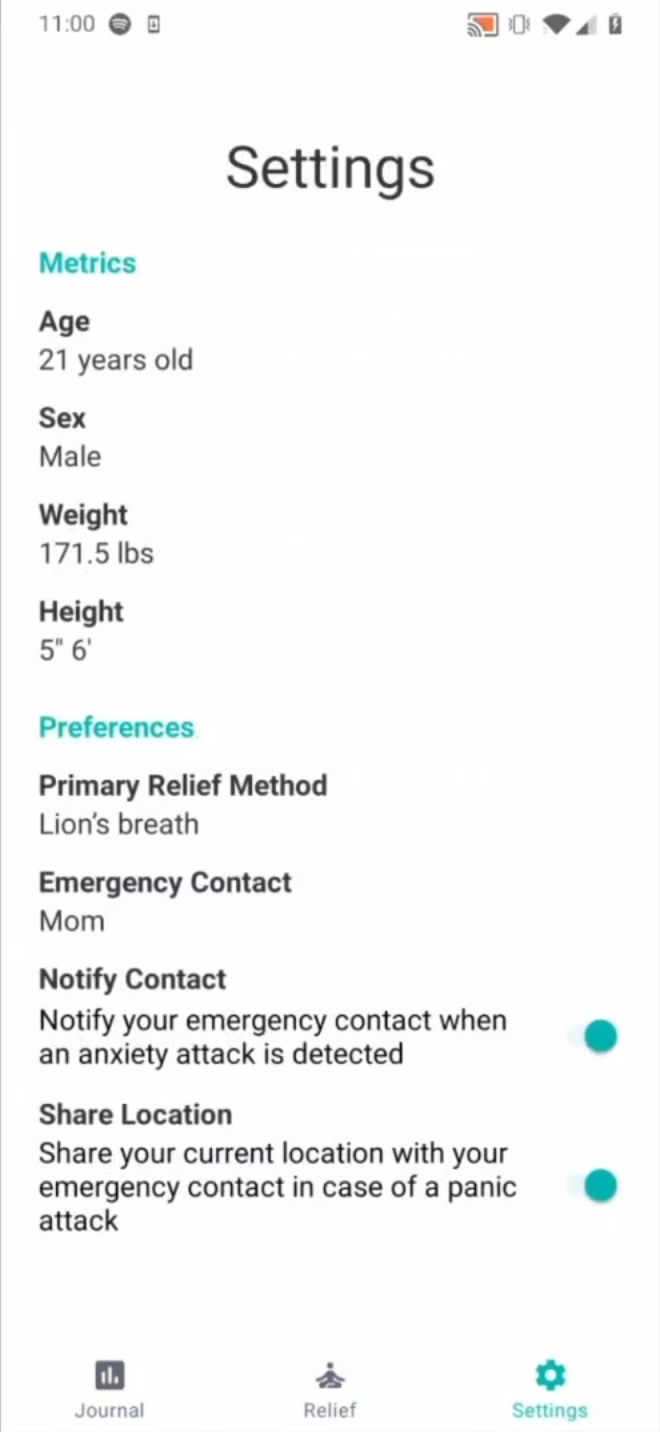 11:00
Settings
Metrics
Age
21 years old
Sex
Male
Weight
171.5 lbs
Height
5" 6'
Preferences
Primary Relief Method
Lion's breath
Emergency Contact
Mom
Notify Contact
Notify your emergency contact when
an anxiety attack is detected
Share Location
Share your current location with your
emergency contact in case of a panic
attack
Journal
Relief
Settings